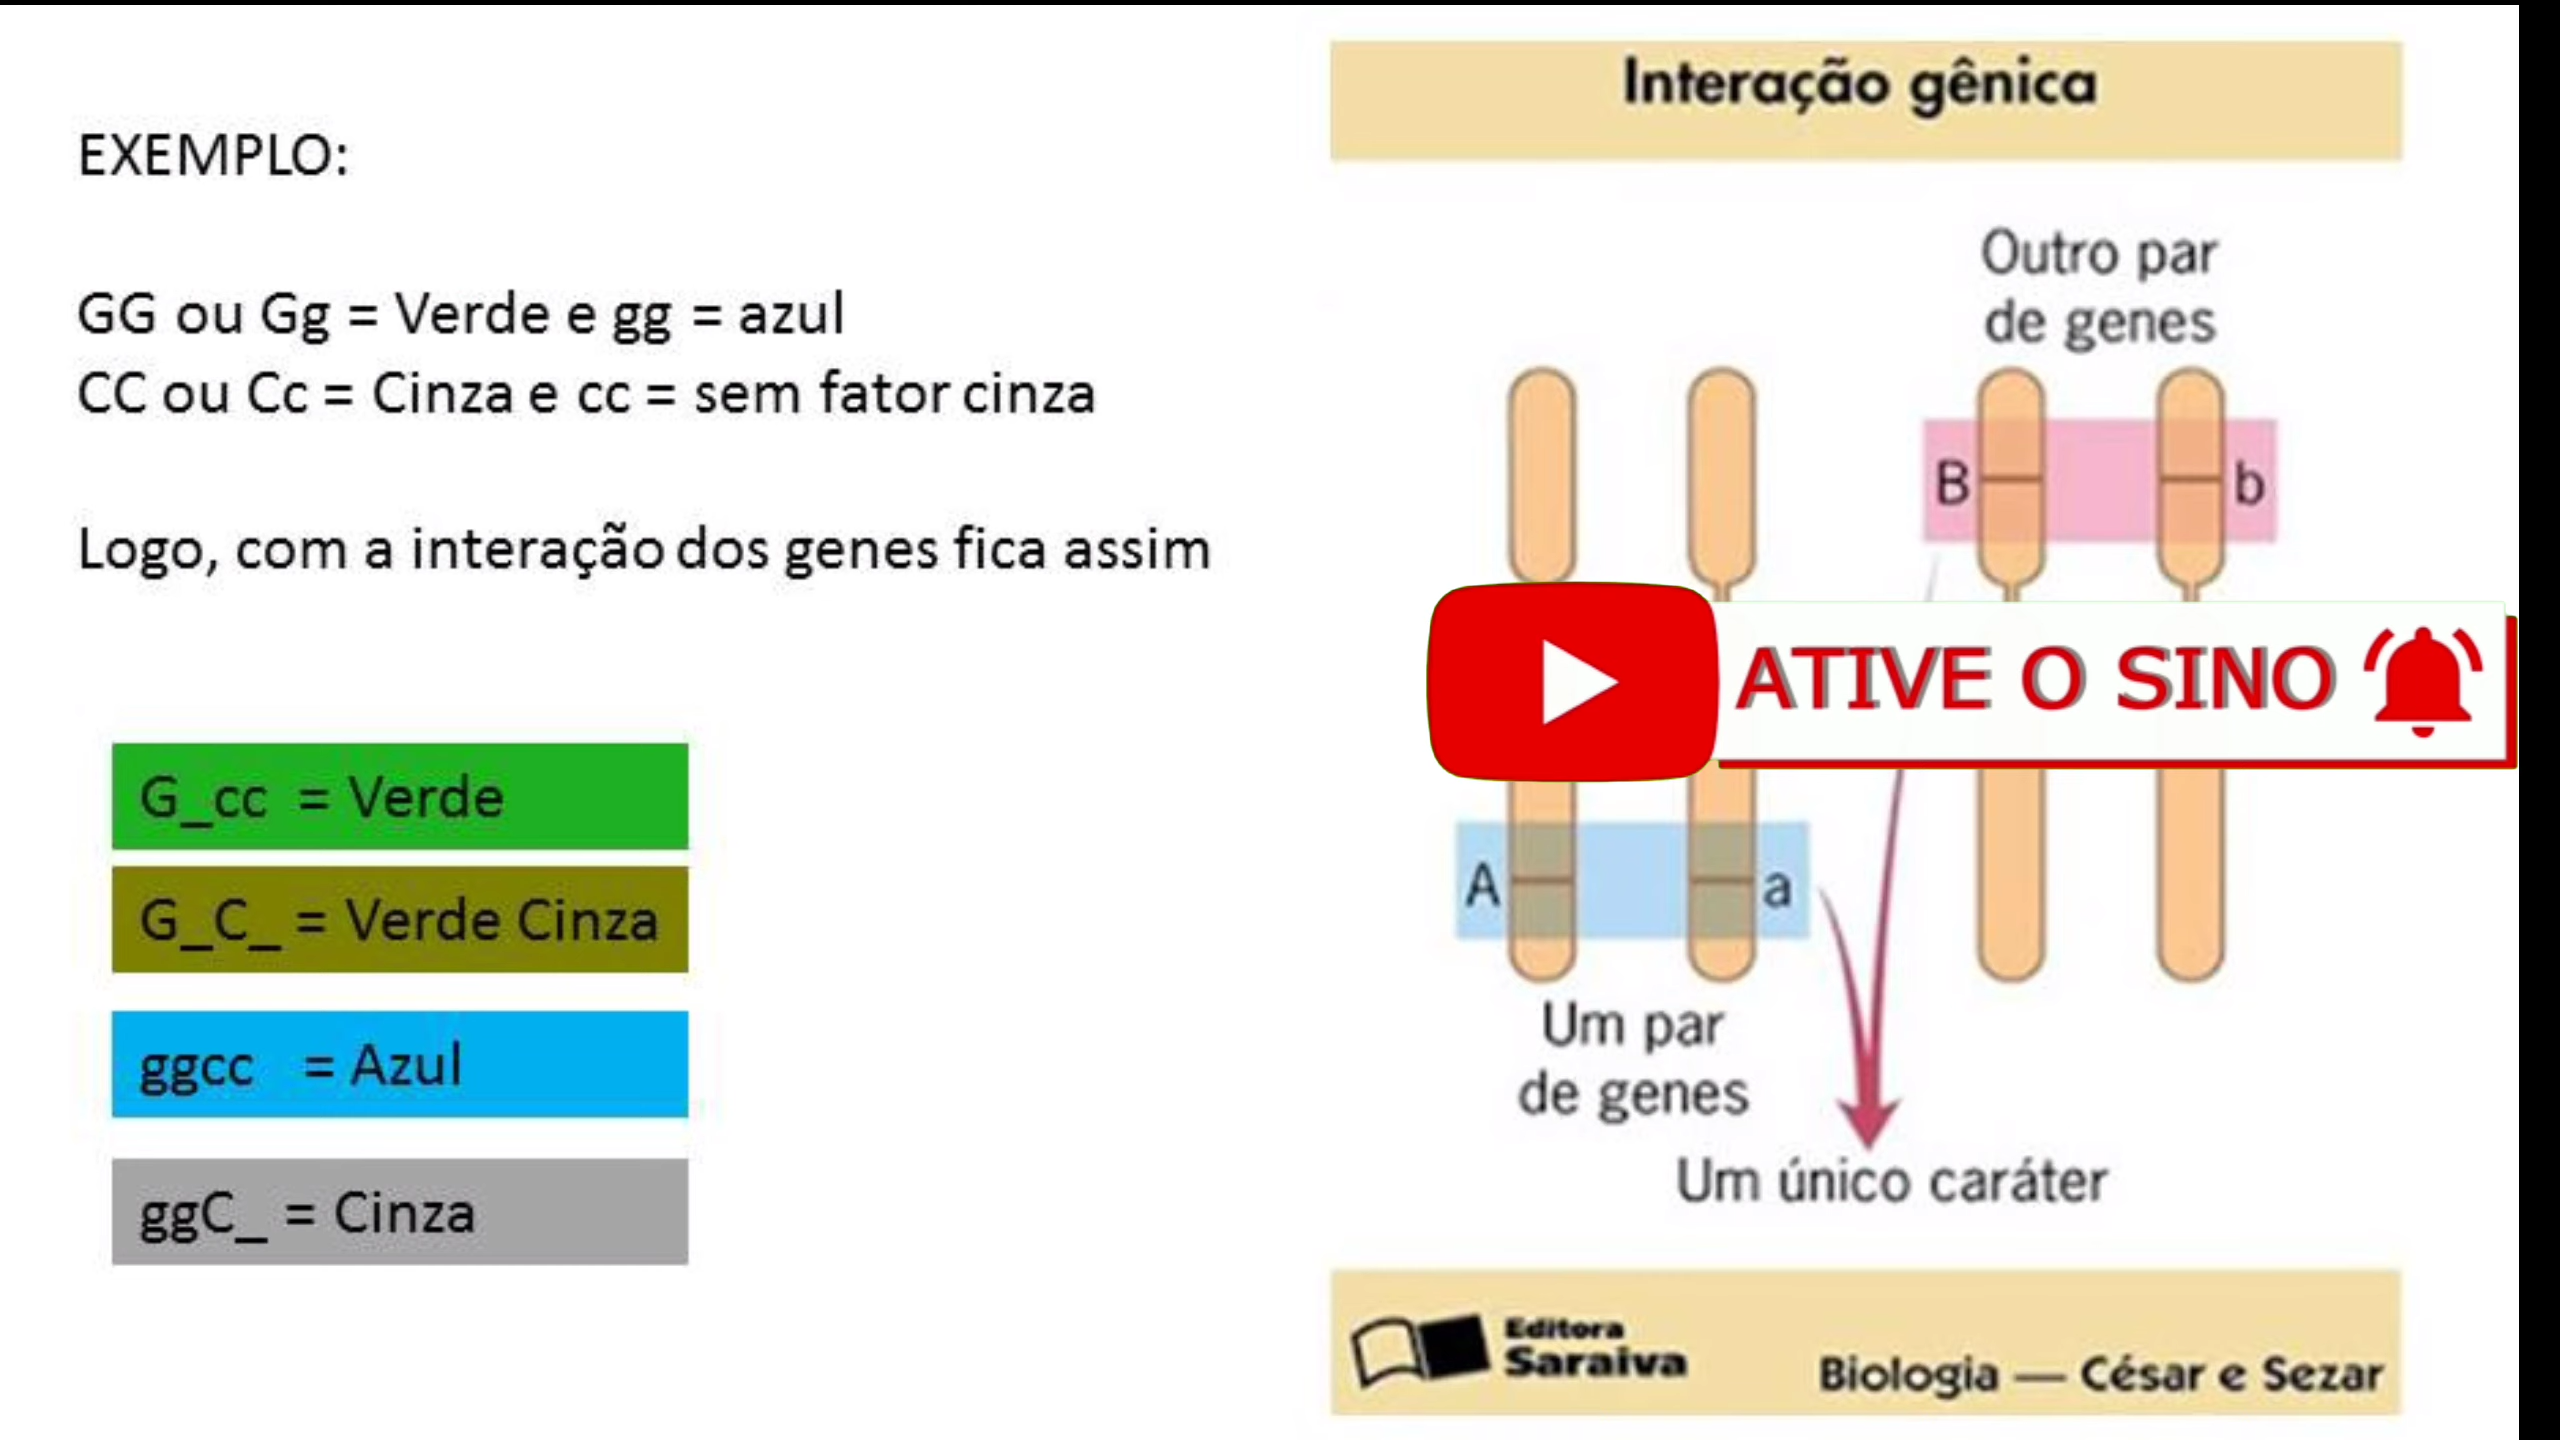 EXEMPLO:
GG ou Gg = Verde e gg = azul
CC ou Cc = Cinza e cc = sem fator cinza
Logo, com a interação dos genes fica assim
G_cc = Verde
G_C_ = Verde Cinza
ggcc = Azul
ggC_ = Cinza
Interação gênica
Outro par
de genes
B
b
ATIVE O SINO
A
a
Um par
de genes
Um único caráter
Editora
Saraiva
Biologia — César e Sezar